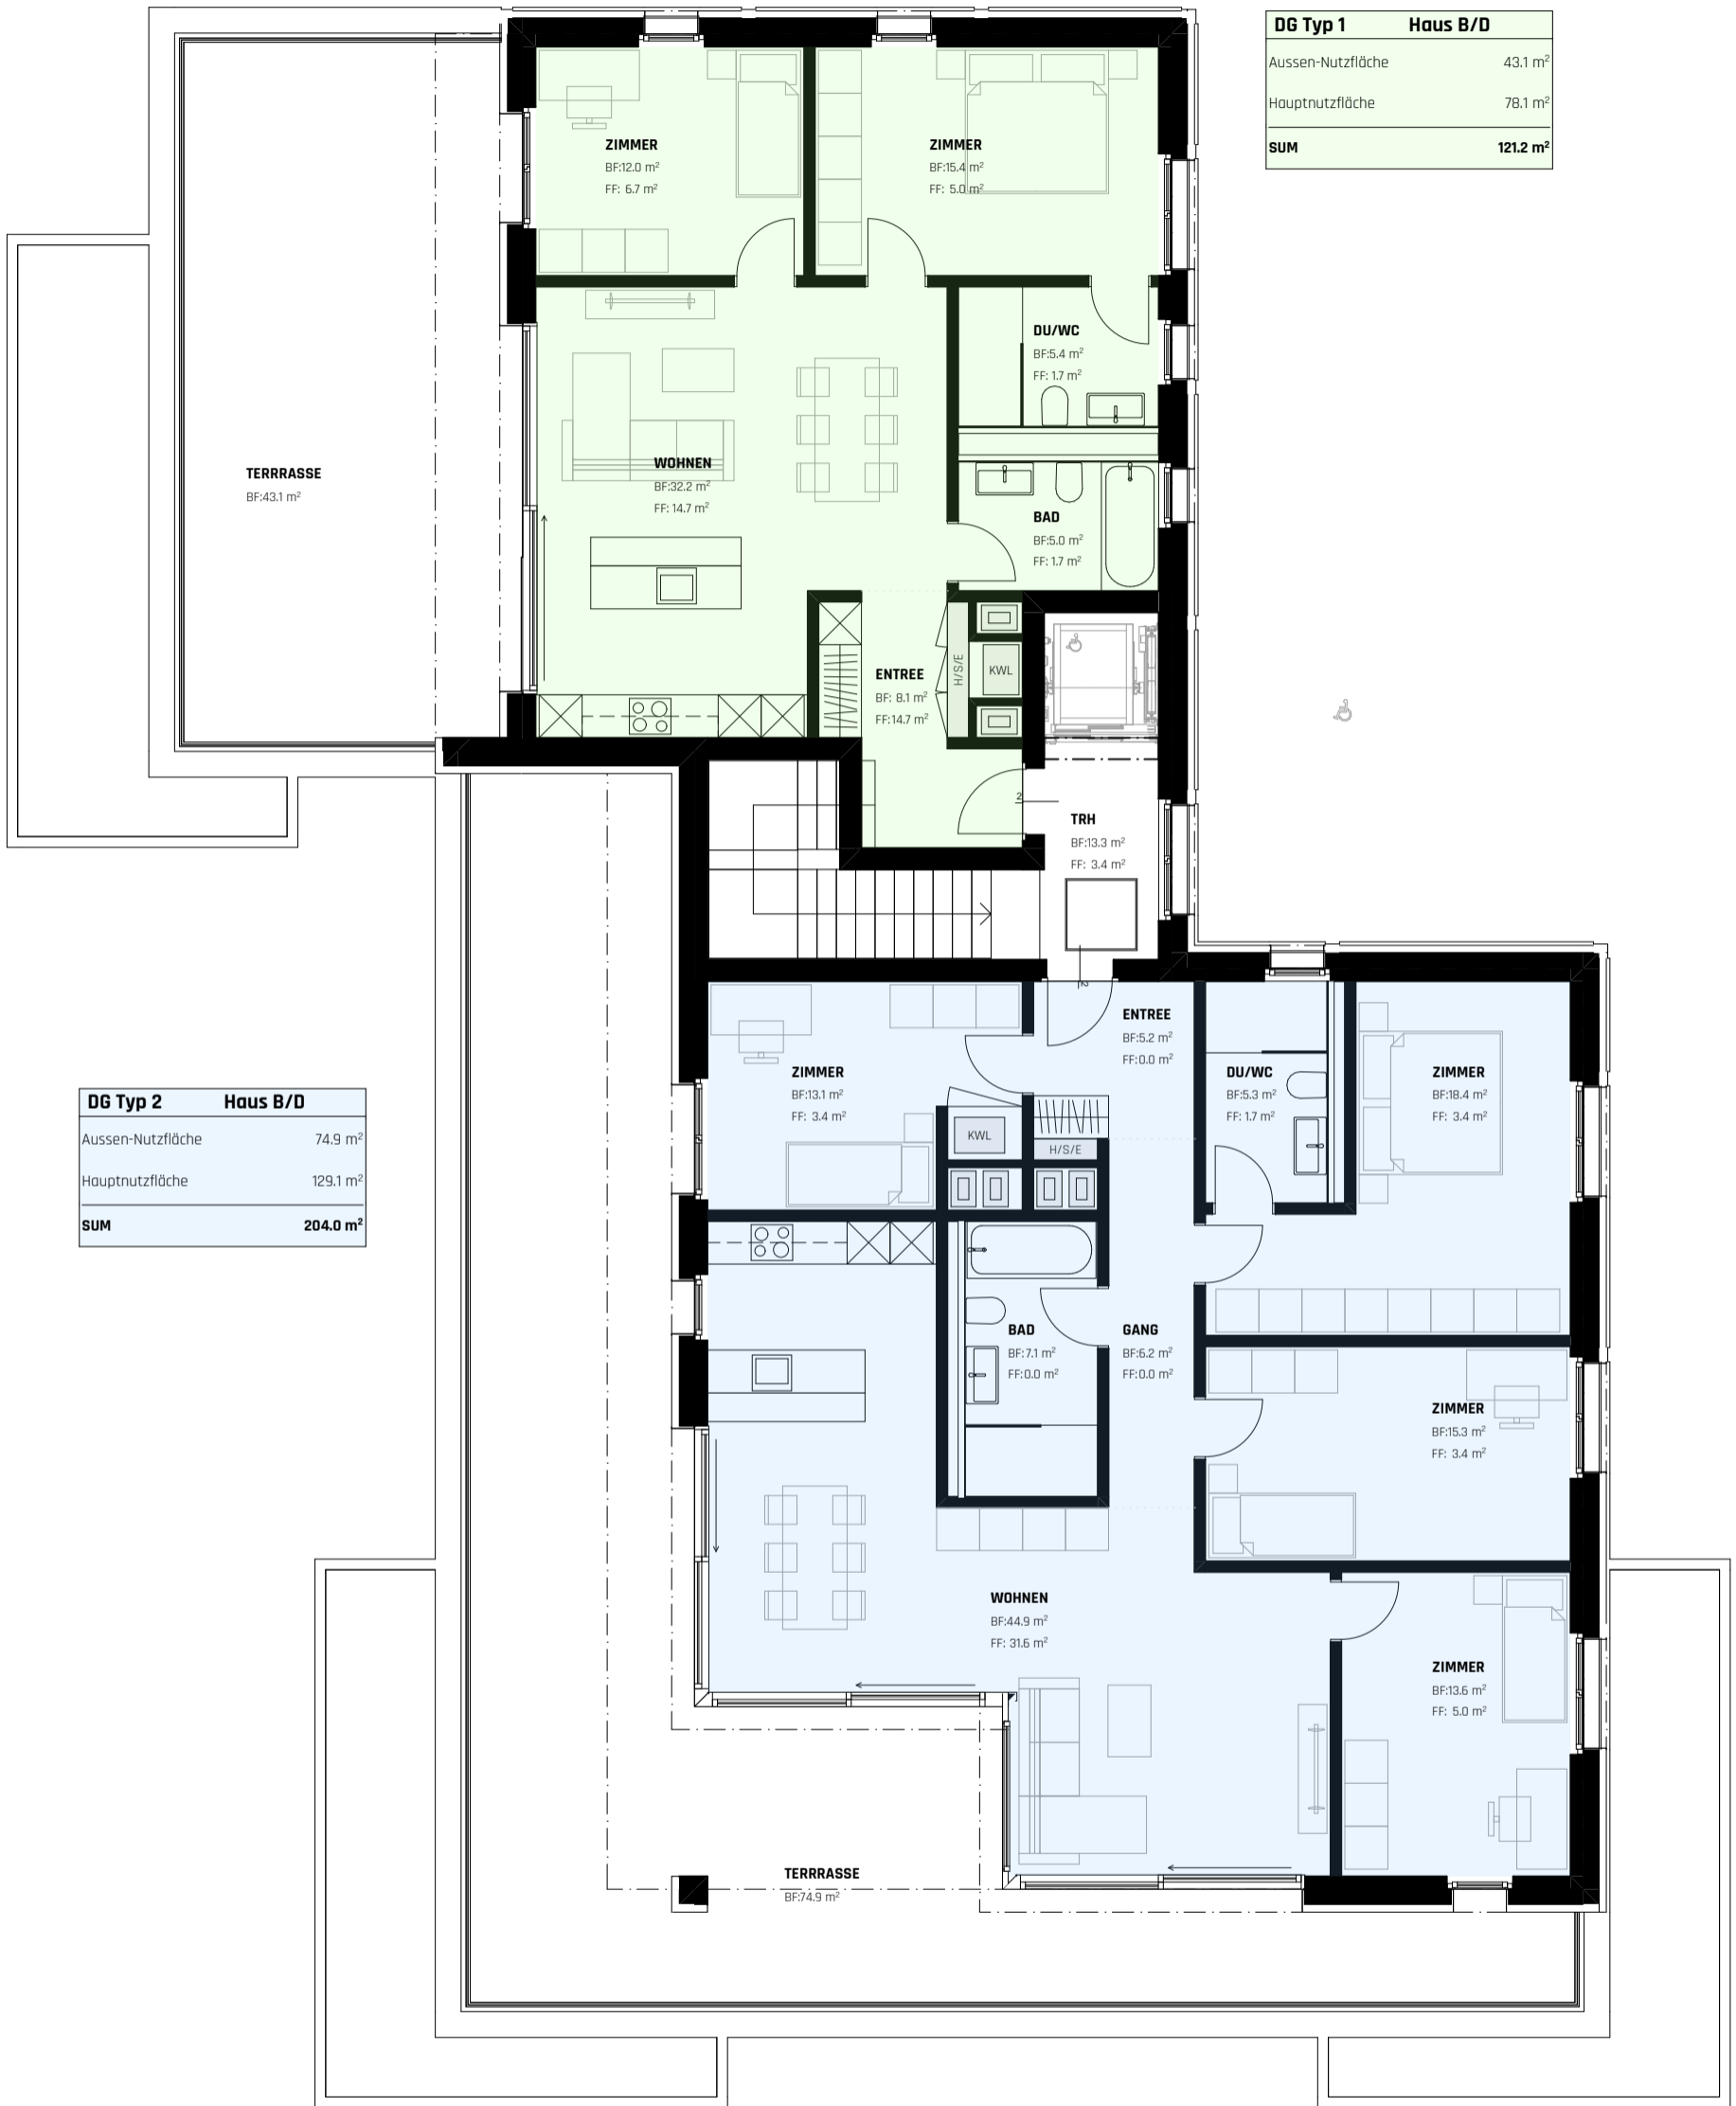 DG Typ 1 Haus B/D
Aussen-Nutzfläche 43.1 m²
Hauptnutzfläche 78.1 m²
SUM 121.2 m²
ZIMMER
BF:12.0 m²
FF: 6.7 m²
ZIMMER
BF:15.4 m²
FF: 5.0 m²
DU/WC
BF:5.4 m²
FF: 1.7 m²
TERRRASSE
BF:43.1 m²
WOHNEN
BF:32.2 m²
FF: 14.7 m²
BAD
BF:5.0 m²
FF: 1.7 m²
ENTREE
BF: 8.1 m²
FF:14.7 m²
H/S/E
KWL
2
TRH
BF:13.3 m²
FF: 3.4 m²
2
DG Typ 2 Haus B/D
Aussen-Nutzfläche 74.9 m²
Hauptnutzfläche 129.1 m²
SUM 204.0 m²
ENTREE
BF:5.2 m²
FF:0.0 m²
ZIMMER
BF:13.1 m²
FF: 3.4 m²
DU/WC
BF:5.3 m²
FF: 1.7 m²
ZIMMER
BF:18.4 m²
FF: 3.4 m²
KWL
H/S/E
BAD
BF: 7.1 m²
FF:0.0 m²
GANG
BF:6.2 m²
FF:0.0 m²
ZIMMER
BF:15.3 m²
FF: 3.4 m²
WOHNEN
BF:44.9 m²
FF: 31.6 m²
ZIMMER
BF:13.6 m²
FF: 5.0 m²
TERRRASSE
BF:74.9 m²